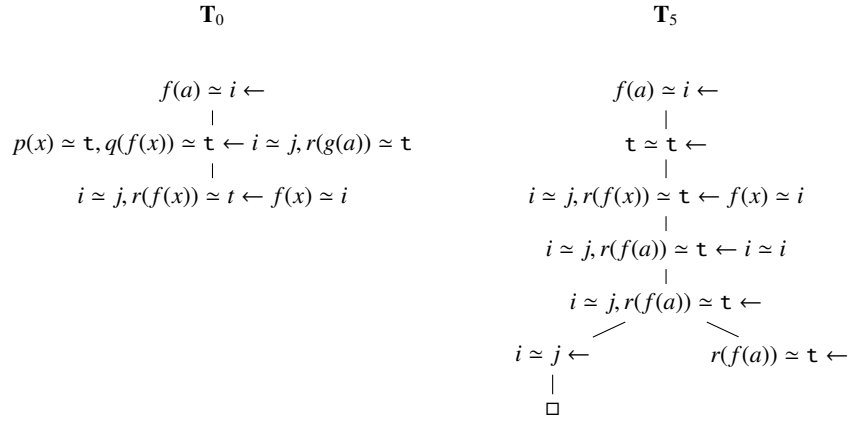 T₀ T₅
f(a) ≃ i ← f(a) ≃ i ←
p(x) ≃ t, q(f(x)) ≃ t ← i ≃ j, r(g(a)) ≃ t t ≃ t ←
i ≃ j, r(f(x)) ≃ t ← f(x) ≃ i i ≃ j, r(f(x)) ≃ t ← f(x) ≃ i
i ≃ j, r(f(a)) ≃ t ← i ≃ i
i ≃ j, r(f(a)) ≃ t ←
i ≃ j ← r(f(a)) ≃ t ←
□